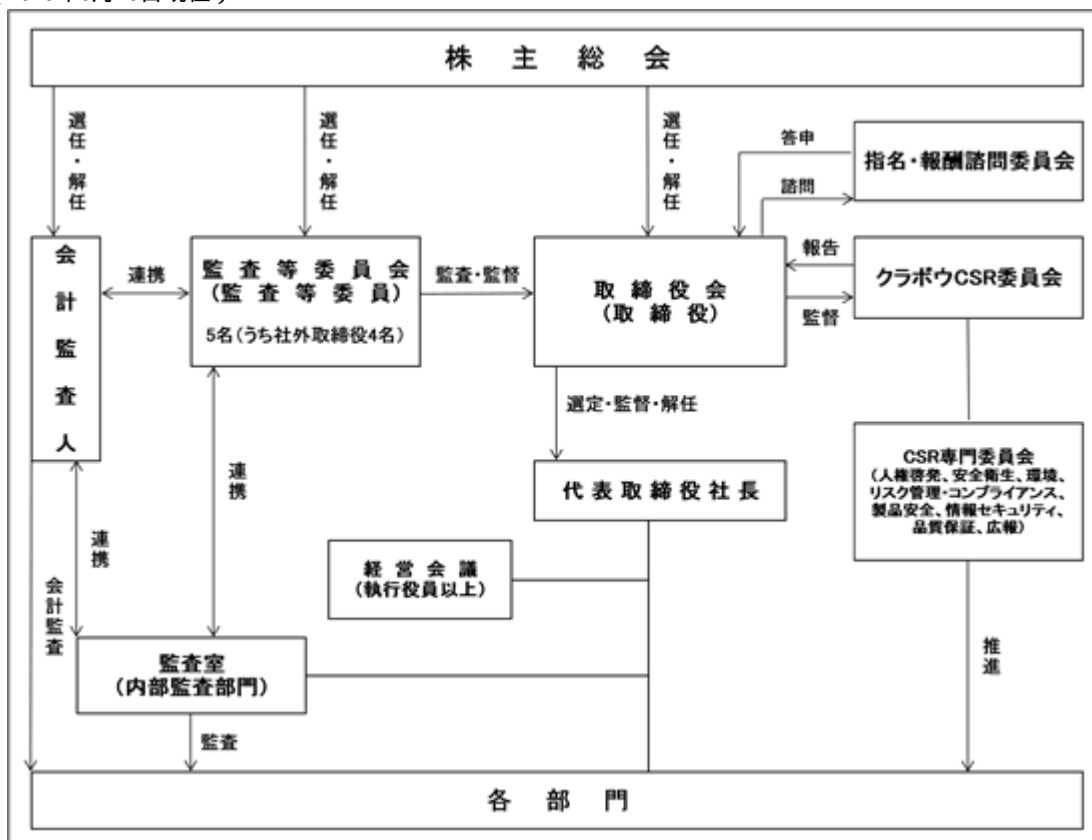 株主総会
選任・解任
選任・解任
選任・解任
答申
諮問
指名・報酬諮問委員会
会計監査人
連携
監査等委員会
(監査等委員)
5名(うち社外取締役4名)
監査・監督
取締役会
(取締役)
報告
監督
クラボウCSR委員会
選定・監督・解任
連携
連携
代表取締役社長
CSR専門委員会
(人権啓発、安全衛生、環境、
リスク管理・コンプライアンス、
製品安全、情報セキュリティ、
品質保証、広報)
経営会議
(執行役員以上)
会計監査
監査室
(内部監査部門)
推進
監査
各部門